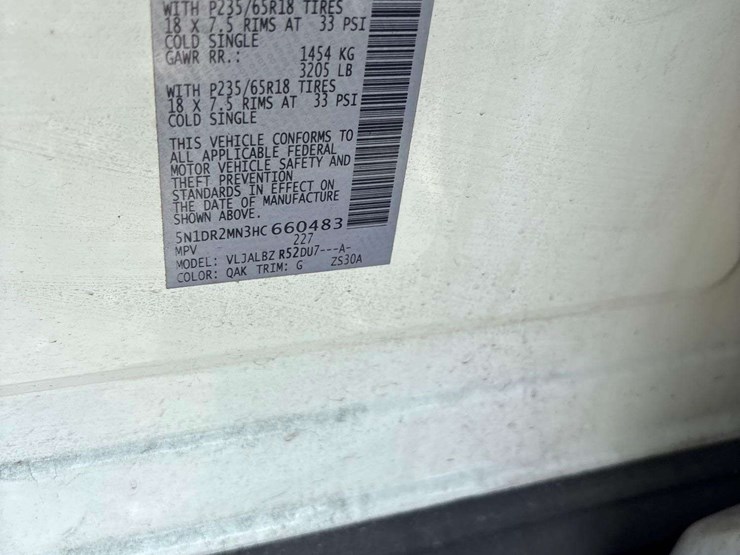 WITH P235/65R18 TIRES
18 X 7.5 RIMS AT 33 PSI
COLD SINGLE
GAWR RR.: 1454 KG
3205 LB
WITH P235/65R18 TIRES
18 X 7.5 RIMS AT 33 PSI
COLD SINGLE
THIS VEHICLE CONFORMS TO
ALL APPLICABLE FEDERAL
MOTOR VEHICLE SAFETY AND
THEFT PREVENTION
STANDARDS IN EFFECT ON
THE DATE OF MANUFACTURE
SHOWN ABOVE.
5N1DR2MN3HC 660483
MPV 227
MODEL: VLJALBZ R52DU7---A-
COLOR: QAK TRIM: G ZS30A